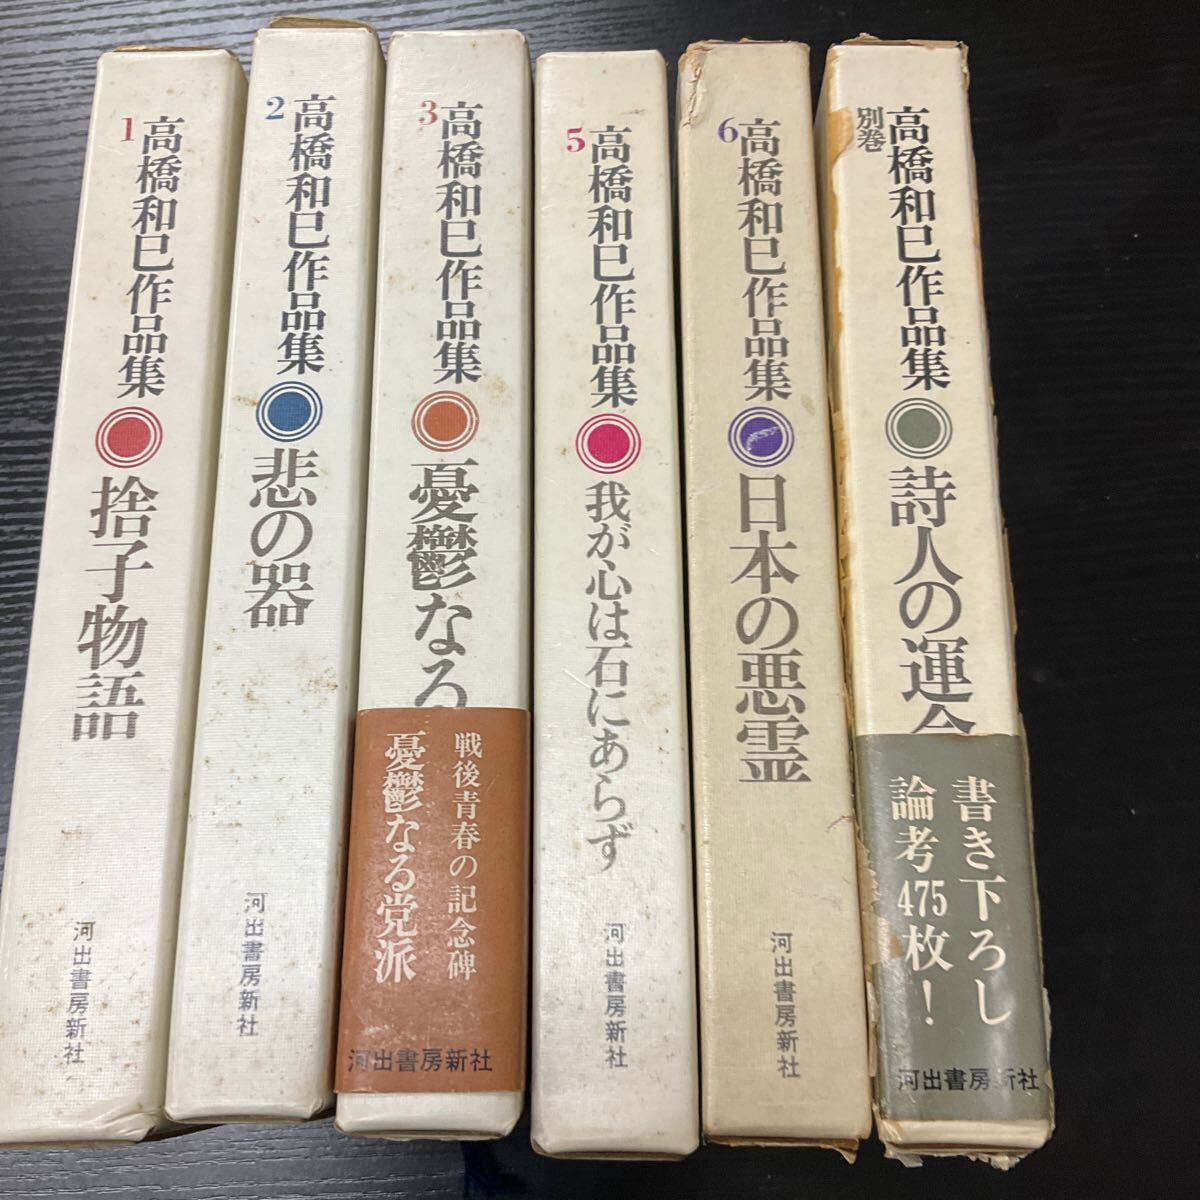 1
高橋和巳作品集
捨子物語
河出書房新社
2
高橋和巳作品集
悲の器
河出書房新社
3
高橋和巳作品集
憂鬱なる
戦後青春の記念碑
憂鬱なる党派
河出書房新社
5
高橋和巳作品集
我が心は石にあらず
河出書房新社
6
高橋和巳作品集
日本の悪霊
河出書房新社
別巻
高橋和巳作品集
詩人の運命
書き下ろし
論考475枚！
河出書房新社